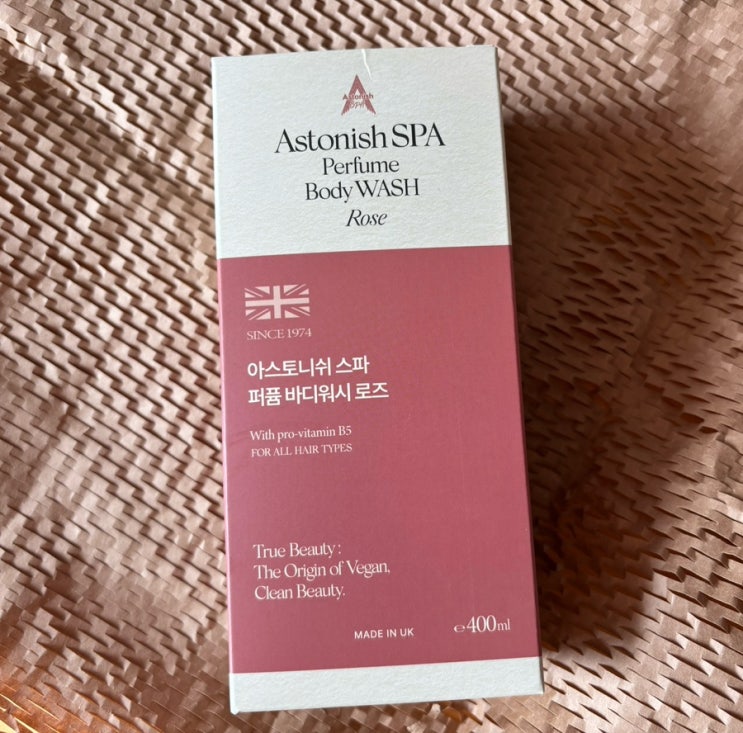 Astonish
SPA
Astonish SPA
Perfume
Body WASH
Rose
SINCE 1974
아스토니쉬 스파
퍼퓸 바디워시 로즈
With pro-vitamin B5
FOR ALL HAIR TYPES
True Beauty:
The Origin of Vegan,
Clean Beauty.
MADE IN UK
℮400ml